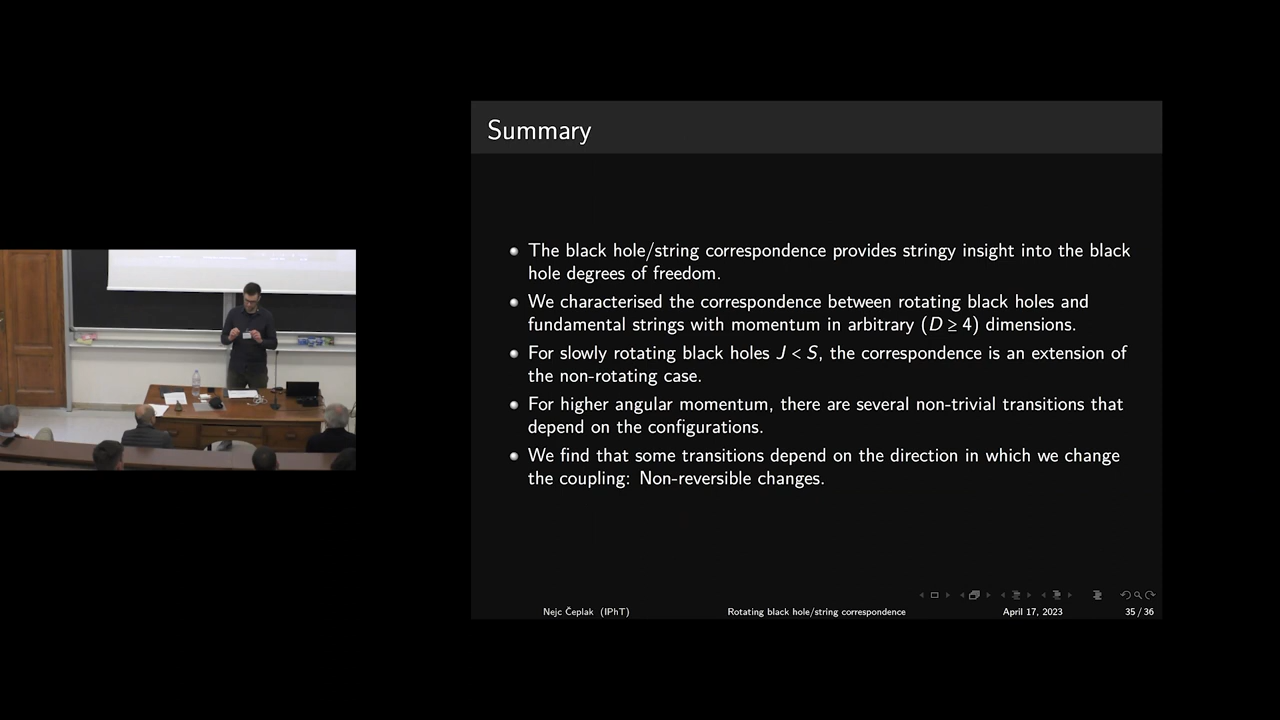 Summary
The black hole/string correspondence provides stringy insight into the black
hole degrees of freedom.
We characterised the correspondence between rotating black holes and
fundamental strings with momentum in arbitrary (D ≥ 4) dimensions.
For slowly rotating black holes J < S, the correspondence is an extension of
the non-rotating case.
For higher angular momentum, there are several non-trivial transitions that
depend on the configurations.
We find that some transitions depend on the direction in which we change
the coupling: Non-reversible changes.
Nejc Čeplak (IPhT) Rotating black hole/string correspondence April 17, 2023 35 / 36